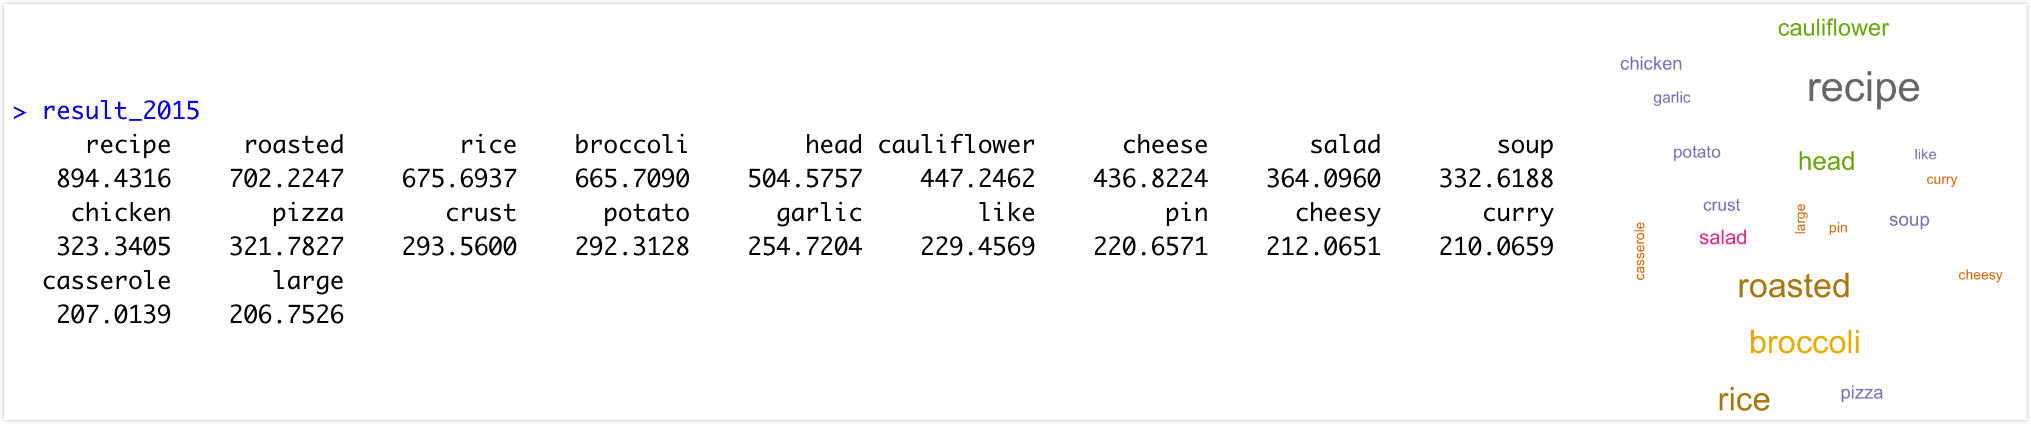 > result_2015
recipe roasted rice broccoli head cauliflower cheese salad soup
894.4316 702.2247 675.6937 665.7090 504.5757 447.2462 436.8224 364.0960 332.6188
chicken pizza crust potato garlic like pin cheesy curry
323.3405 321.7827 293.5600 292.3128 254.7204 229.4569 220.6571 212.0651 210.0659
casserole large
207.0139 206.7526
cauliflower
chicken
recipe
garlic
potato
head
like
curry
crust
large
pin
soup
salad
casserole
roasted
cheesy
broccoli
rice
pizza